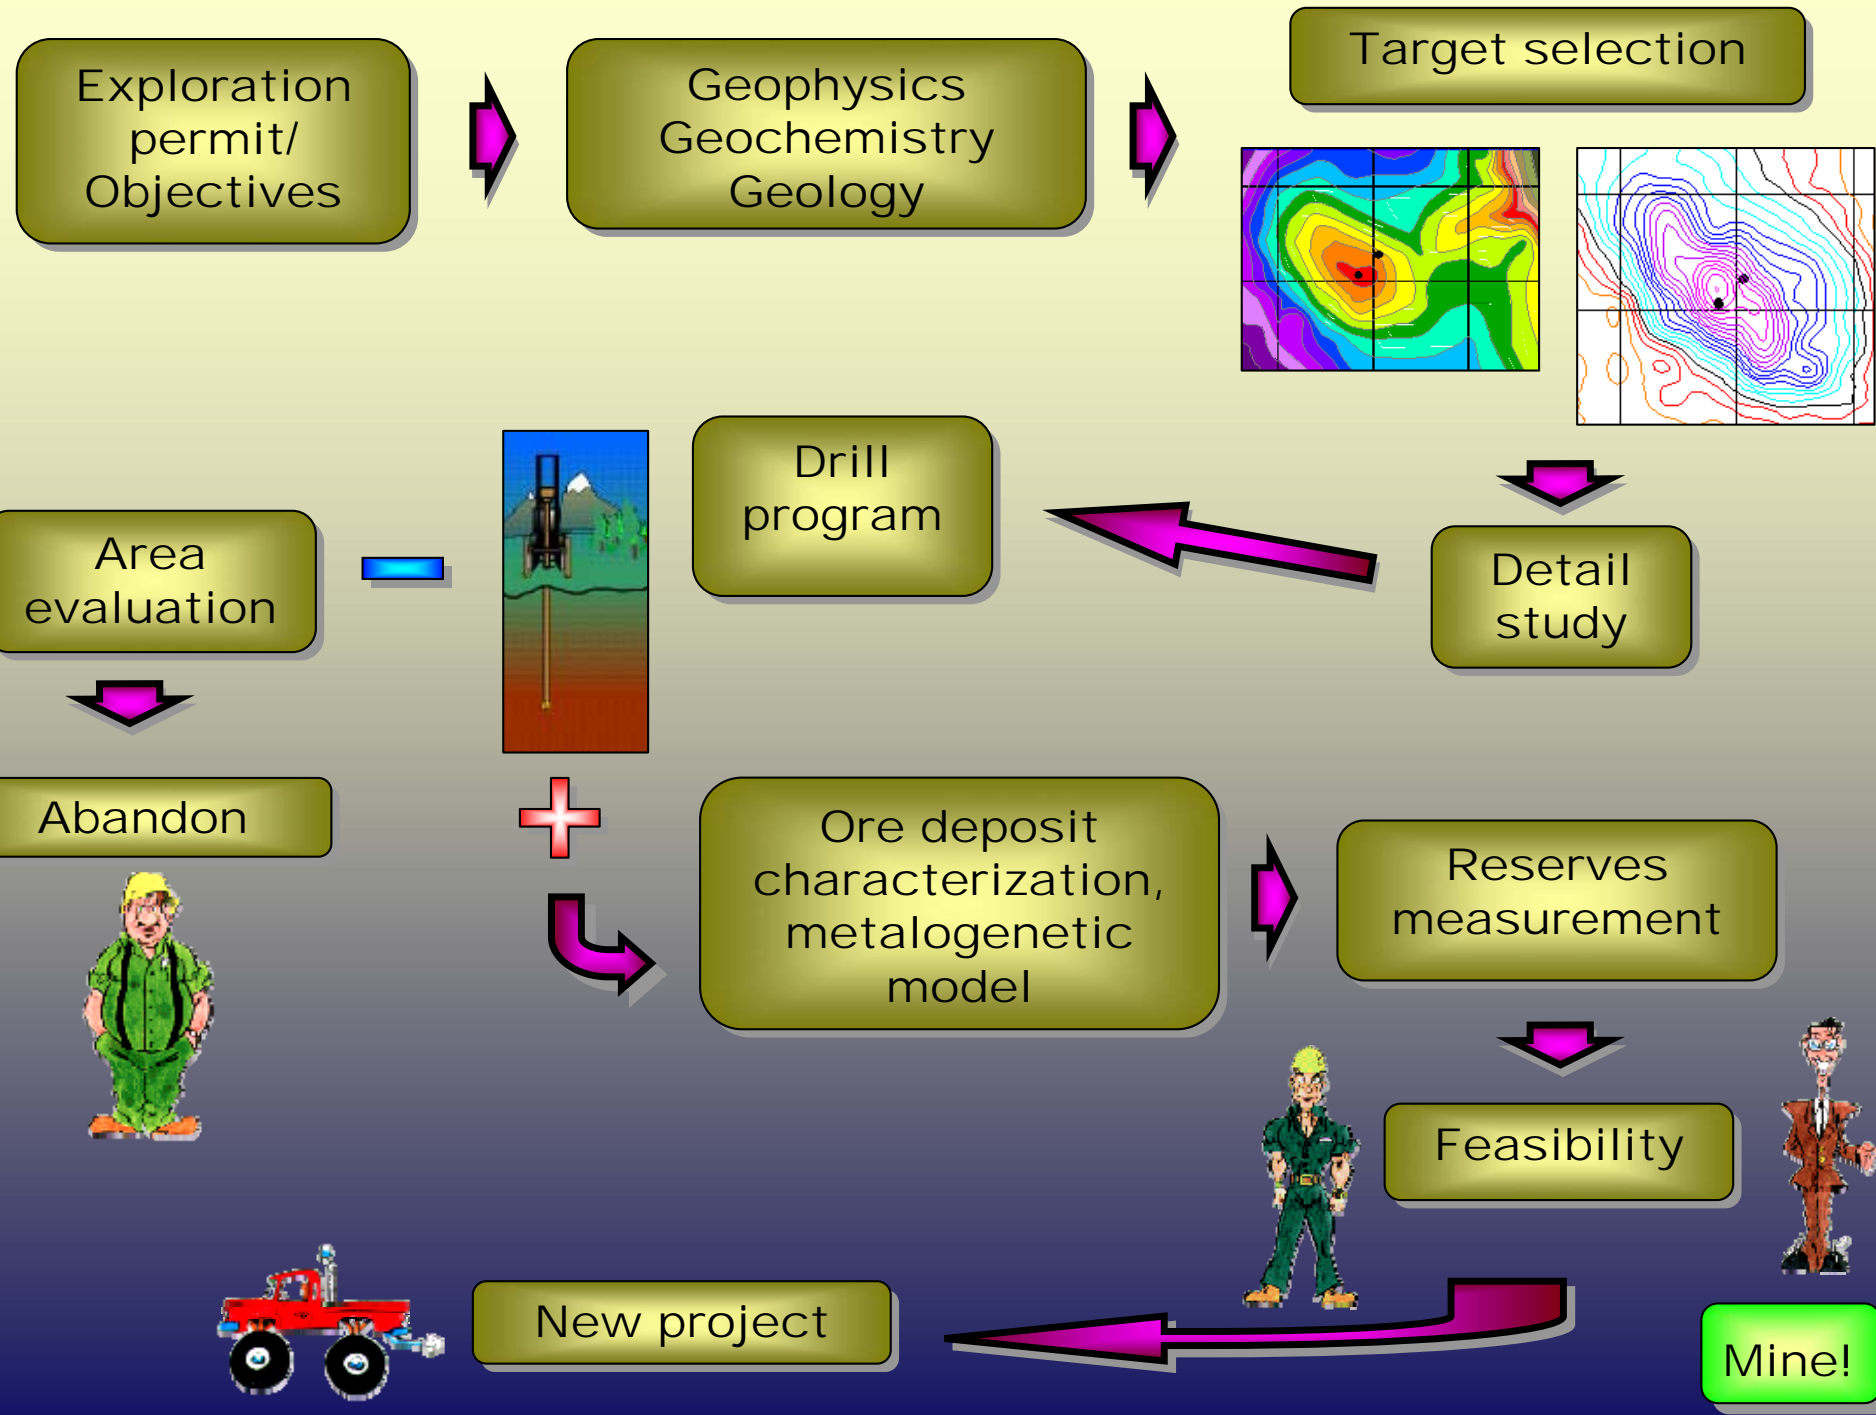 Exploration
permit/
Objectives
Geophysics
Geochemistry
Geology
Target selection
Drill
program
Detail
study
Area
evaluation
Abandon
Ore deposit
characterization,
metalogenetic
model
Reserves
measurement
Feasibility
New project
Mine!